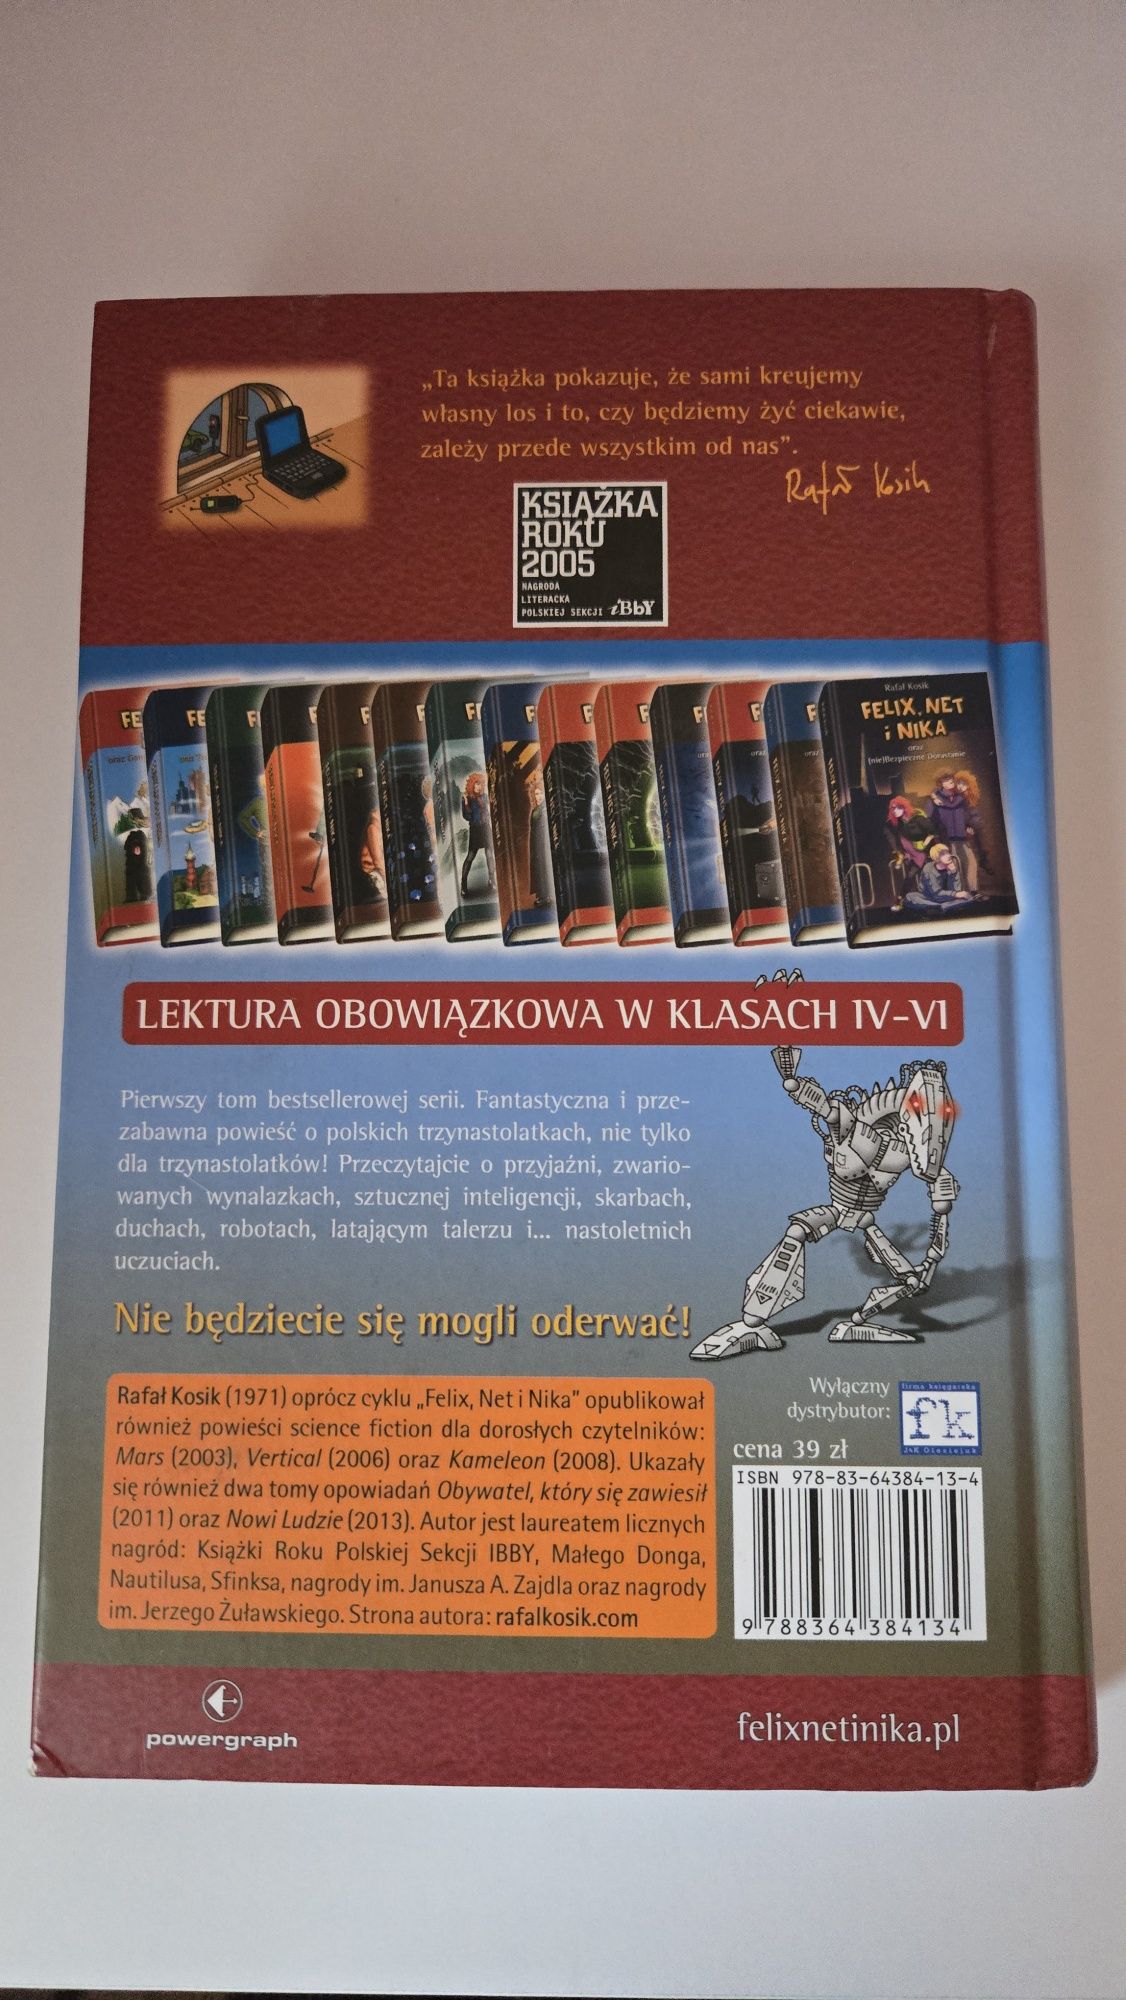 „Ta książka pokazuje, że sami kreujemy
własny los i to, czy będziemy żyć ciekawie,
zależy przede wszystkim od nas”.
Rafał Kosik
KSIĄŻKA
ROKU
2005
NAGRODA
LITERACKA
POLSKIEJ SEKCJI iBbY
Rafał Kosik
FELIX, NET
i NIKA
oraz
(nie)Bezpieczne Dorastanie
LEKTURA OBOWIĄZKOWA W KLASACH IV-VI
Pierwszy tom bestsellerowej serii. Fantastyczna i prze-
zabawna powieść o polskich trzynastolatkach, nie tylko
dla trzynastolatków! Przeczytajcie o przyjaźni, zwario-
wanych wynalazkach, sztucznej inteligencji, skarbach,
duchach, robotach, latającym talerzu i... nastoletnich
uczuciach.
Nie będziecie się mogli oderwać!
Rafał Kosik (1971) oprócz cyklu „Felix, Net i Nika” opublikował
również powieści science fiction dla dorosłych czytelników:
Mars (2003), Vertical (2006) oraz Kameleon (2008). Ukazały
się również dwa tomy opowiadań Obywatel, który się zawiesił
(2011) oraz Nowi Ludzie (2013). Autor jest laureatem licznych
nagród: Książki Roku Polskiej Sekcji IBBY, Małego Donga,
Nautilusa, Sfinksa, nagrody im. Janusza A. Zajdla oraz nagrody
im. Jerzego Żuławskiego. Strona autora: rafalkosik.com
Wyłączny
dystrybutor:
firma księgarska
fk
J&K Olesiejuk
cena 39 zł
ISBN 978-83-64384-13-4
9 788364 384134
powergraph
felixnetinika.pl